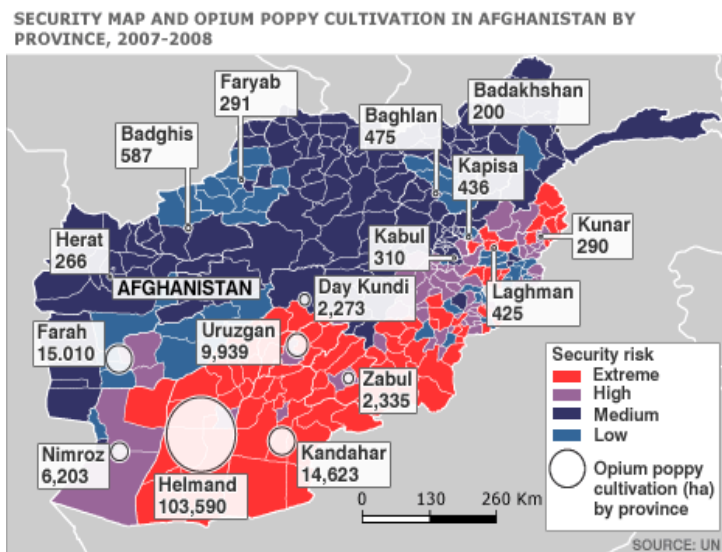 SECURITY MAP AND OPIUM POPPY CULTIVATION IN AFGHANISTAN BY
PROVINCE, 2007-2008
Faryab
291
Badakhshan
200
Baghlan
475
Badghis
587
Kapisa
436
Kunar
290
Herat
266
Kabul
310
AFGHANISTAN
Day Kundi
2,273
Laghman
425
Farah
15.010
Uruzgan
9,939
Zabul
2,335
Nimroz
6,203
Helmand
103,590
Kandahar
14,623
Security risk
Extreme
High
Medium
Low
Opium poppy
cultivation (ha)
by province
0 130 260 Km
SOURCE: UN